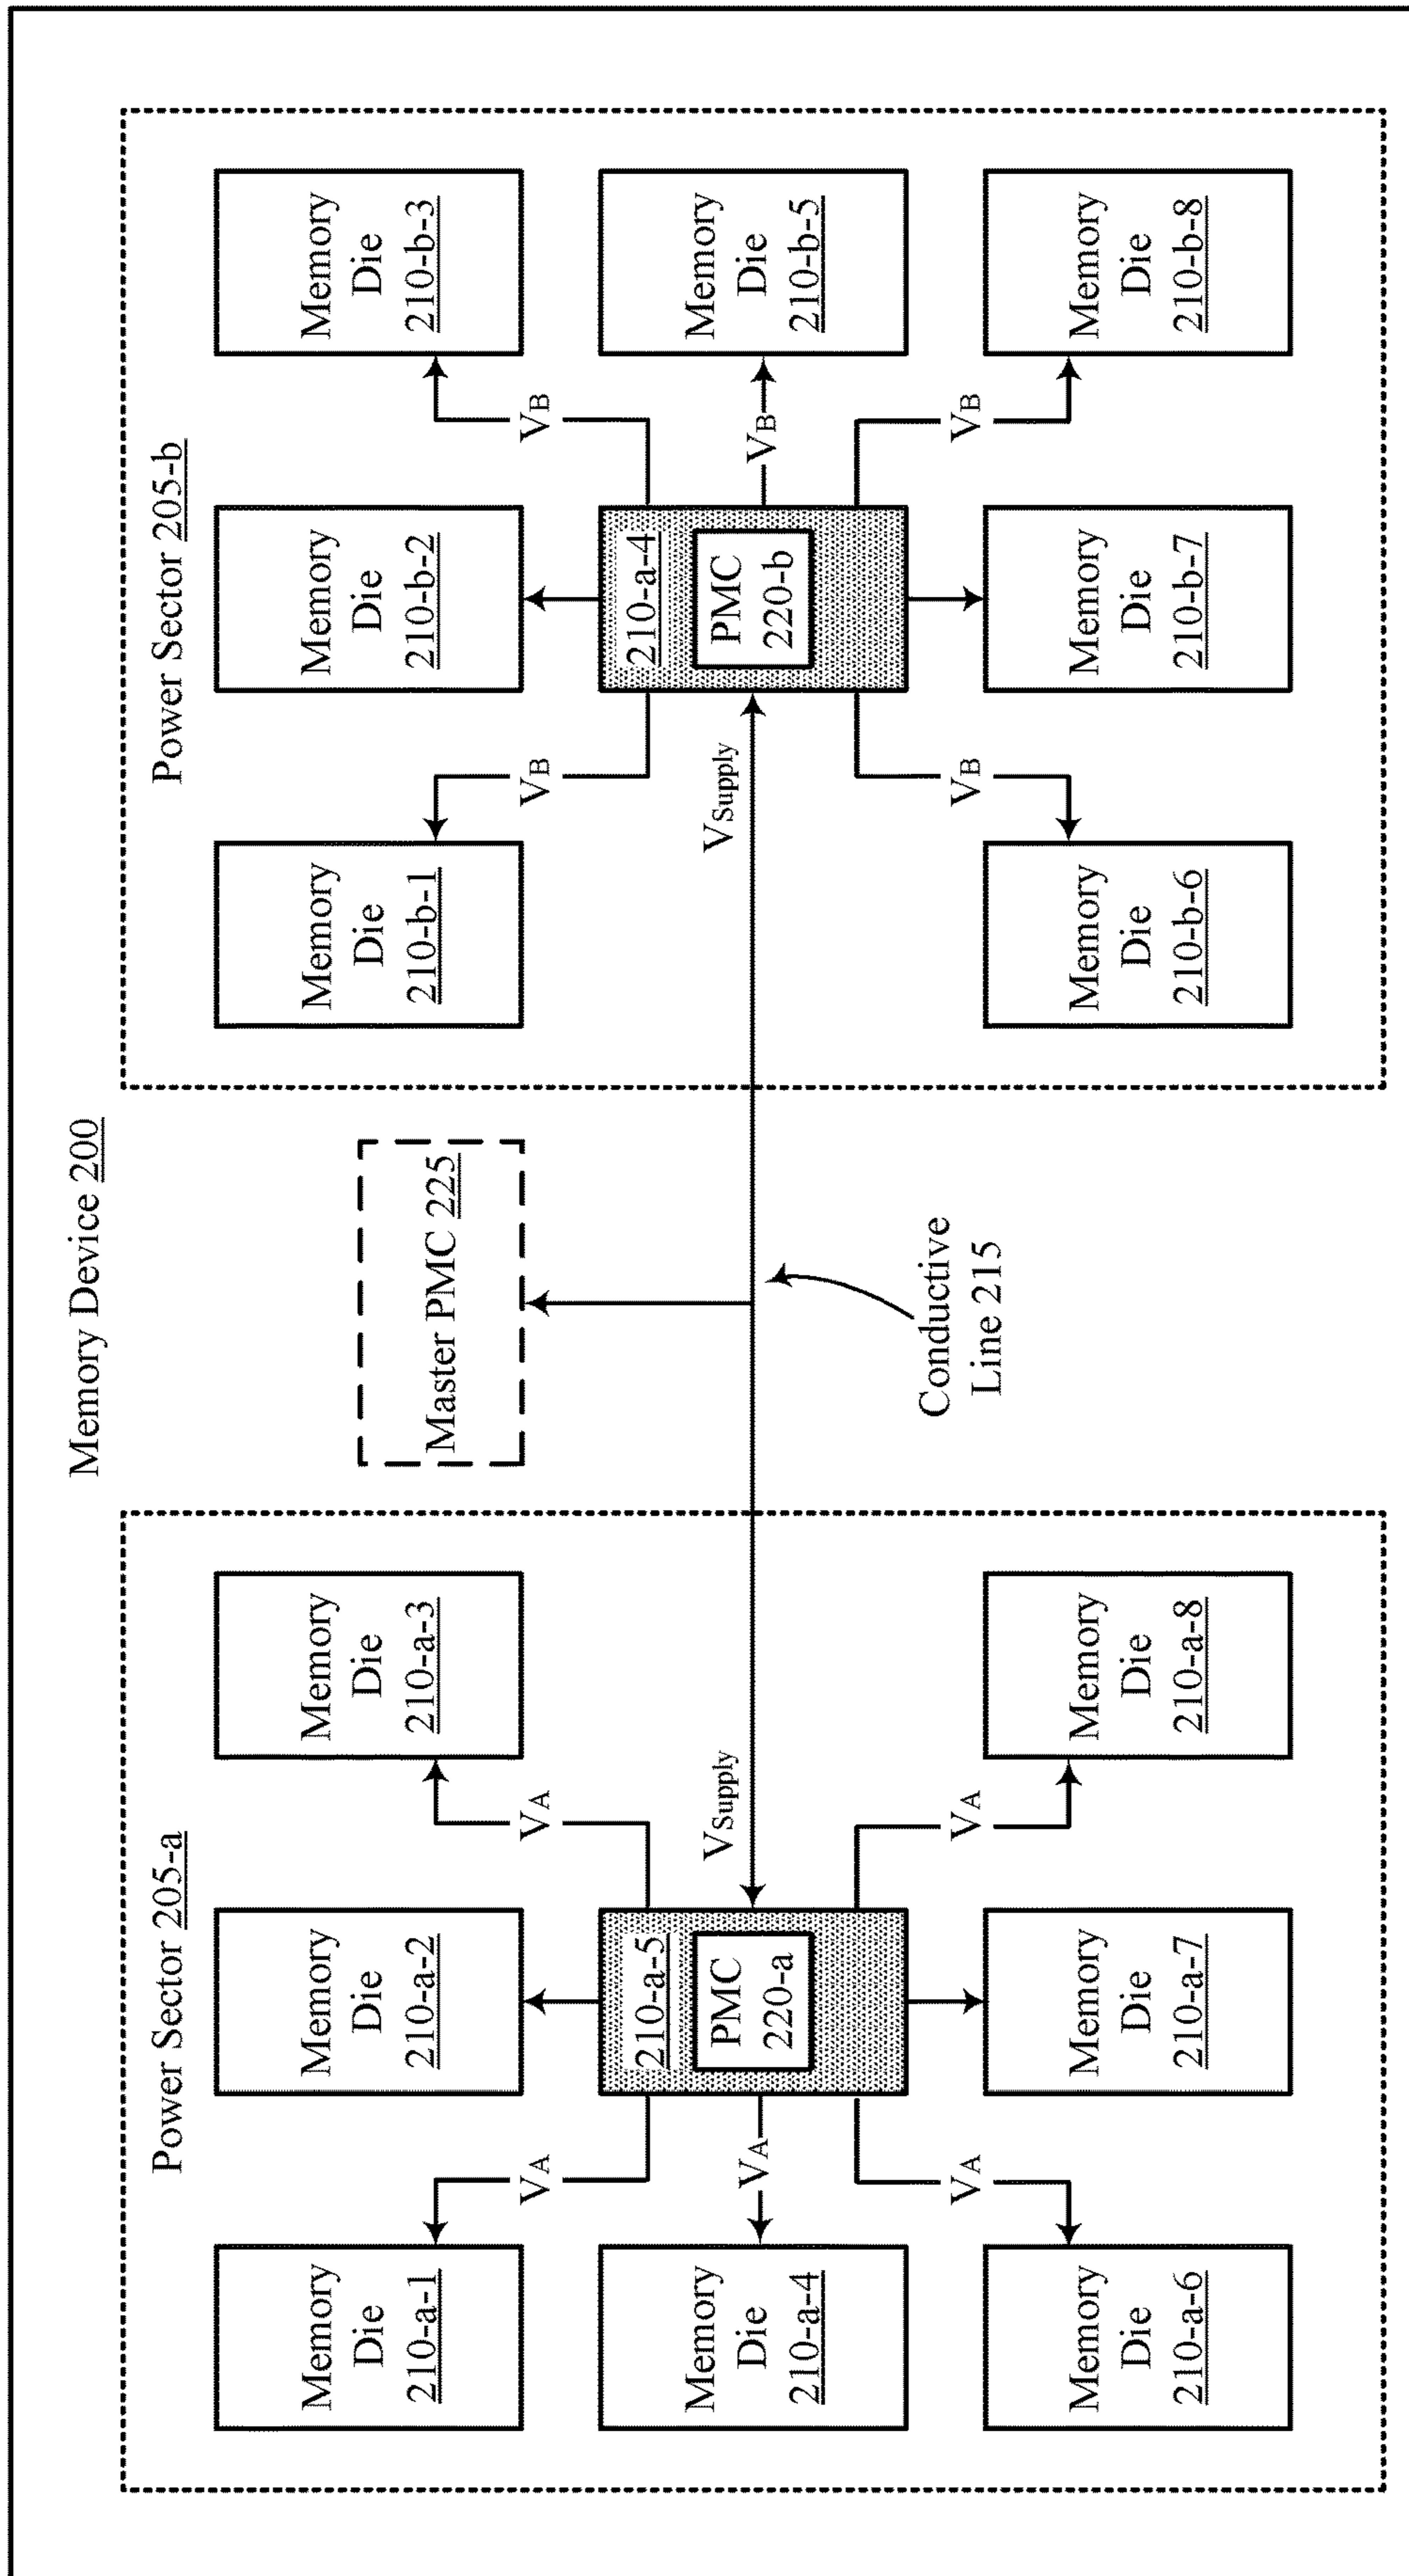 Memory Device 200
Power Sector 205-a
Memory
Die
210-a-1
Memory
Die
210-a-2
Memory
Die
210-a-3
VA
VA
Memory
Die
210-a-4
VA
210-a-5
PMC
220-a
VSupply
Memory
Die
210-a-6
VA
Memory
Die
210-a-7
VA
Memory
Die
210-a-8
Master PMC 225
Conductive
Line 215
Power Sector 205-b
Memory
Die
210-b-1
Memory
Die
210-b-2
Memory
Die
210-b-3
VB
VB
VSupply
210-a-4
PMC
220-b
VB
Memory
Die
210-b-5
VB
VB
Memory
Die
210-b-6
Memory
Die
210-b-7
Memory
Die
210-b-8